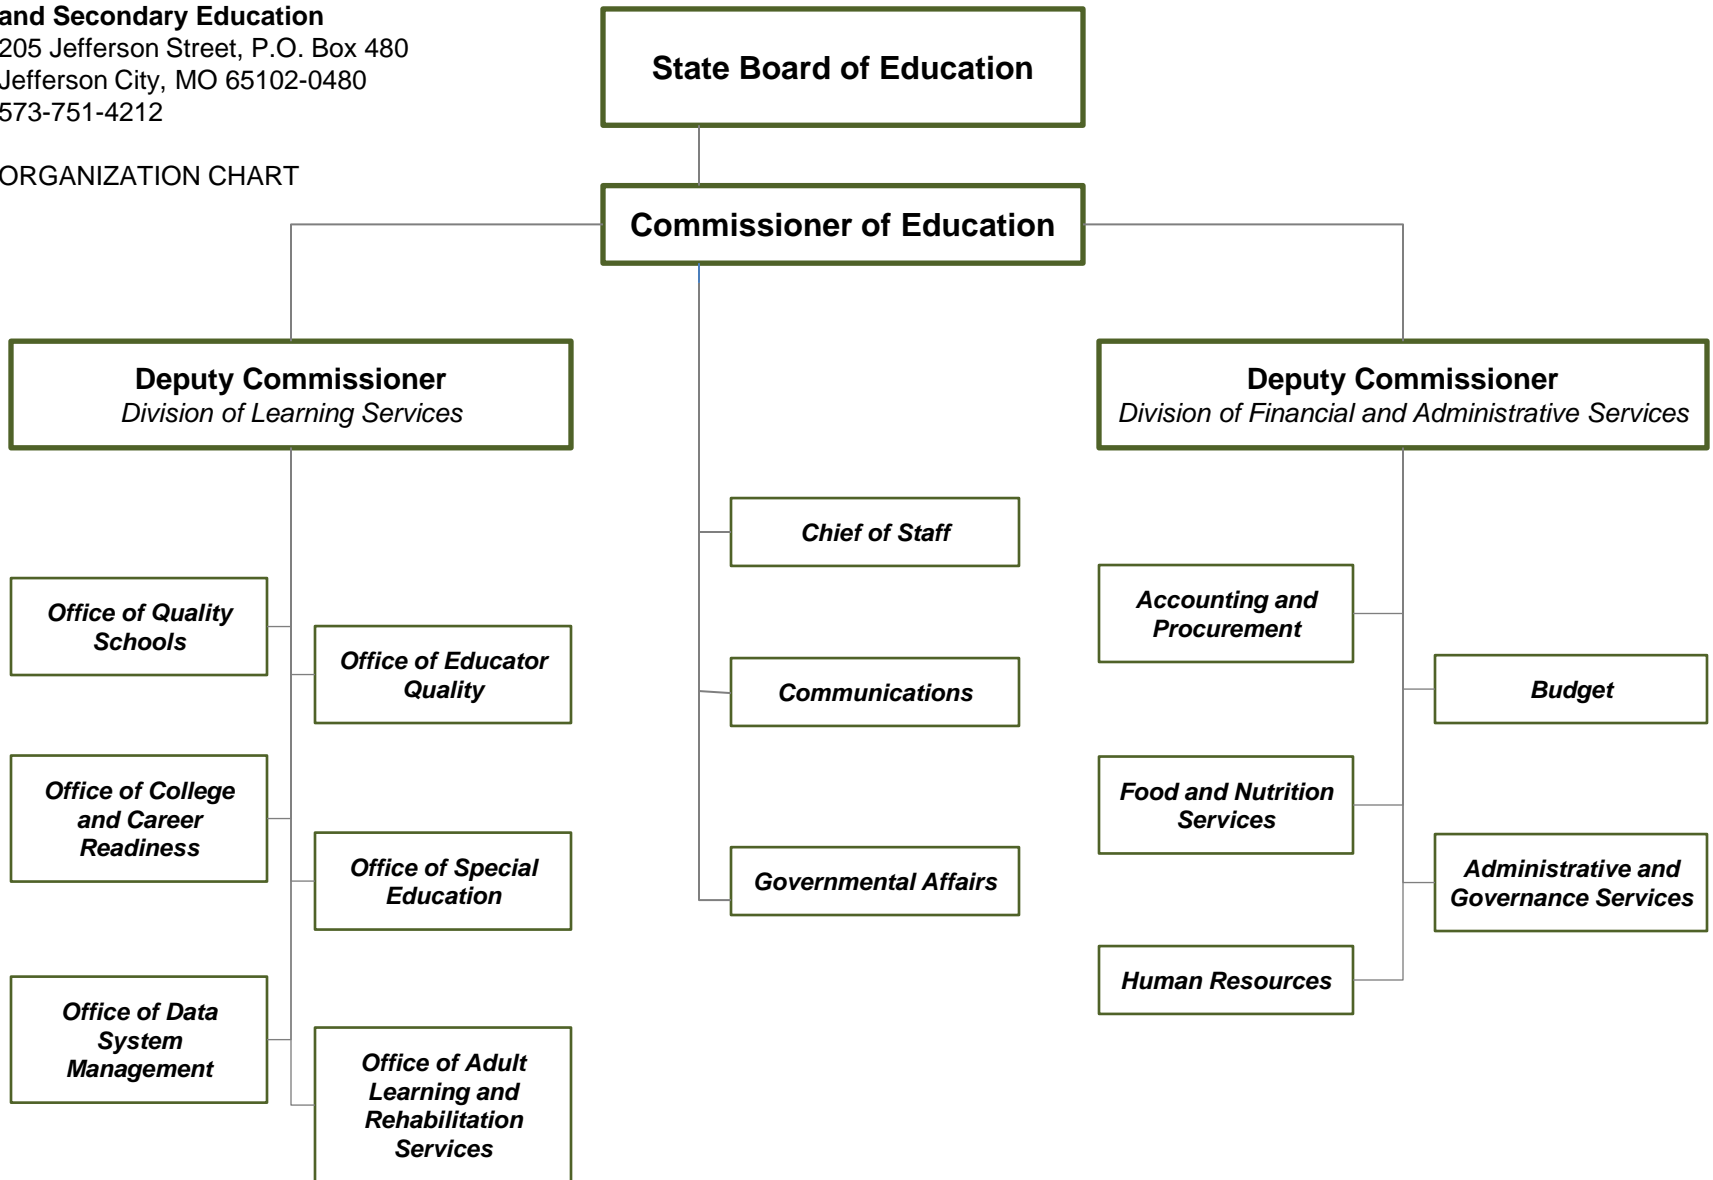 and Secondary Education
205 Jefferson Street, P.O. Box 480
Jefferson City, MO 65102-0480
573-751-4212
ORGANIZATION CHART
State Board of Education
Commissioner of Education
Deputy Commissioner
Division of Learning Services
Deputy Commissioner
Division of Financial and Administrative Services
Office of Quality
Schools
Office of Educator
Quality
Office of College
and Career
Readiness
Office of Special
Education
Office of Data
System
Management
Office of Adult
Learning and
Rehabilitation
Services
Chief of Staff
Communications
Governmental Affairs
Accounting and
Procurement
Budget
Food and Nutrition
Services
Administrative and
Governance Services
Human Resources